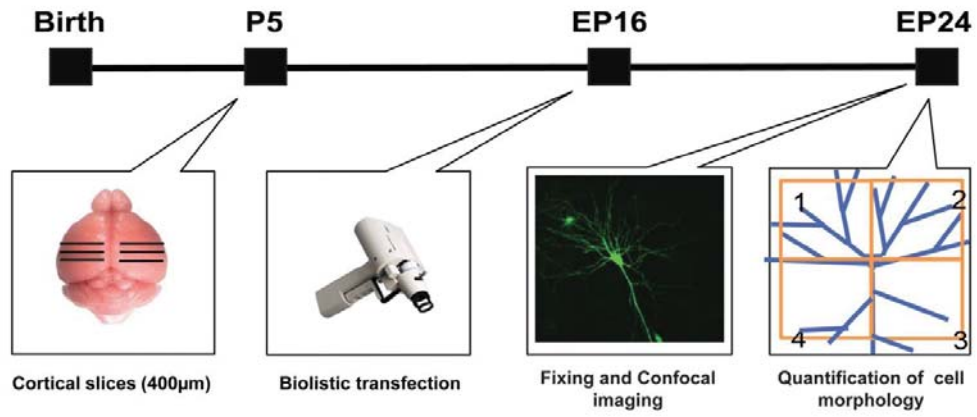 Birth
P5
EP16
EP24
1
2
4
3
Cortical slices (400µm)
Biolistic transfection
Fixing and Confocal
imaging
Quantification of cell
morphology